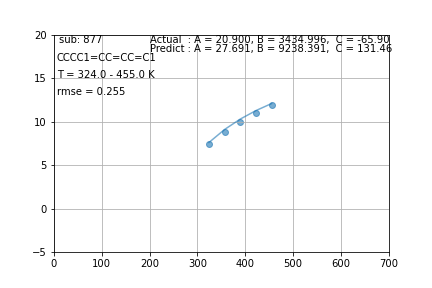 sub: 877
Actual : A = 20.900, B = 3434.996, C = -65.90
Predict : A = 27.691, B = 9238.391, C = 131.46
CCCC1=CC=CC=C1
T = 324.0 - 455.0 K
rmse = 0.255
20
15
10
5
0
−5
0 100 200 300 400 500 600 700